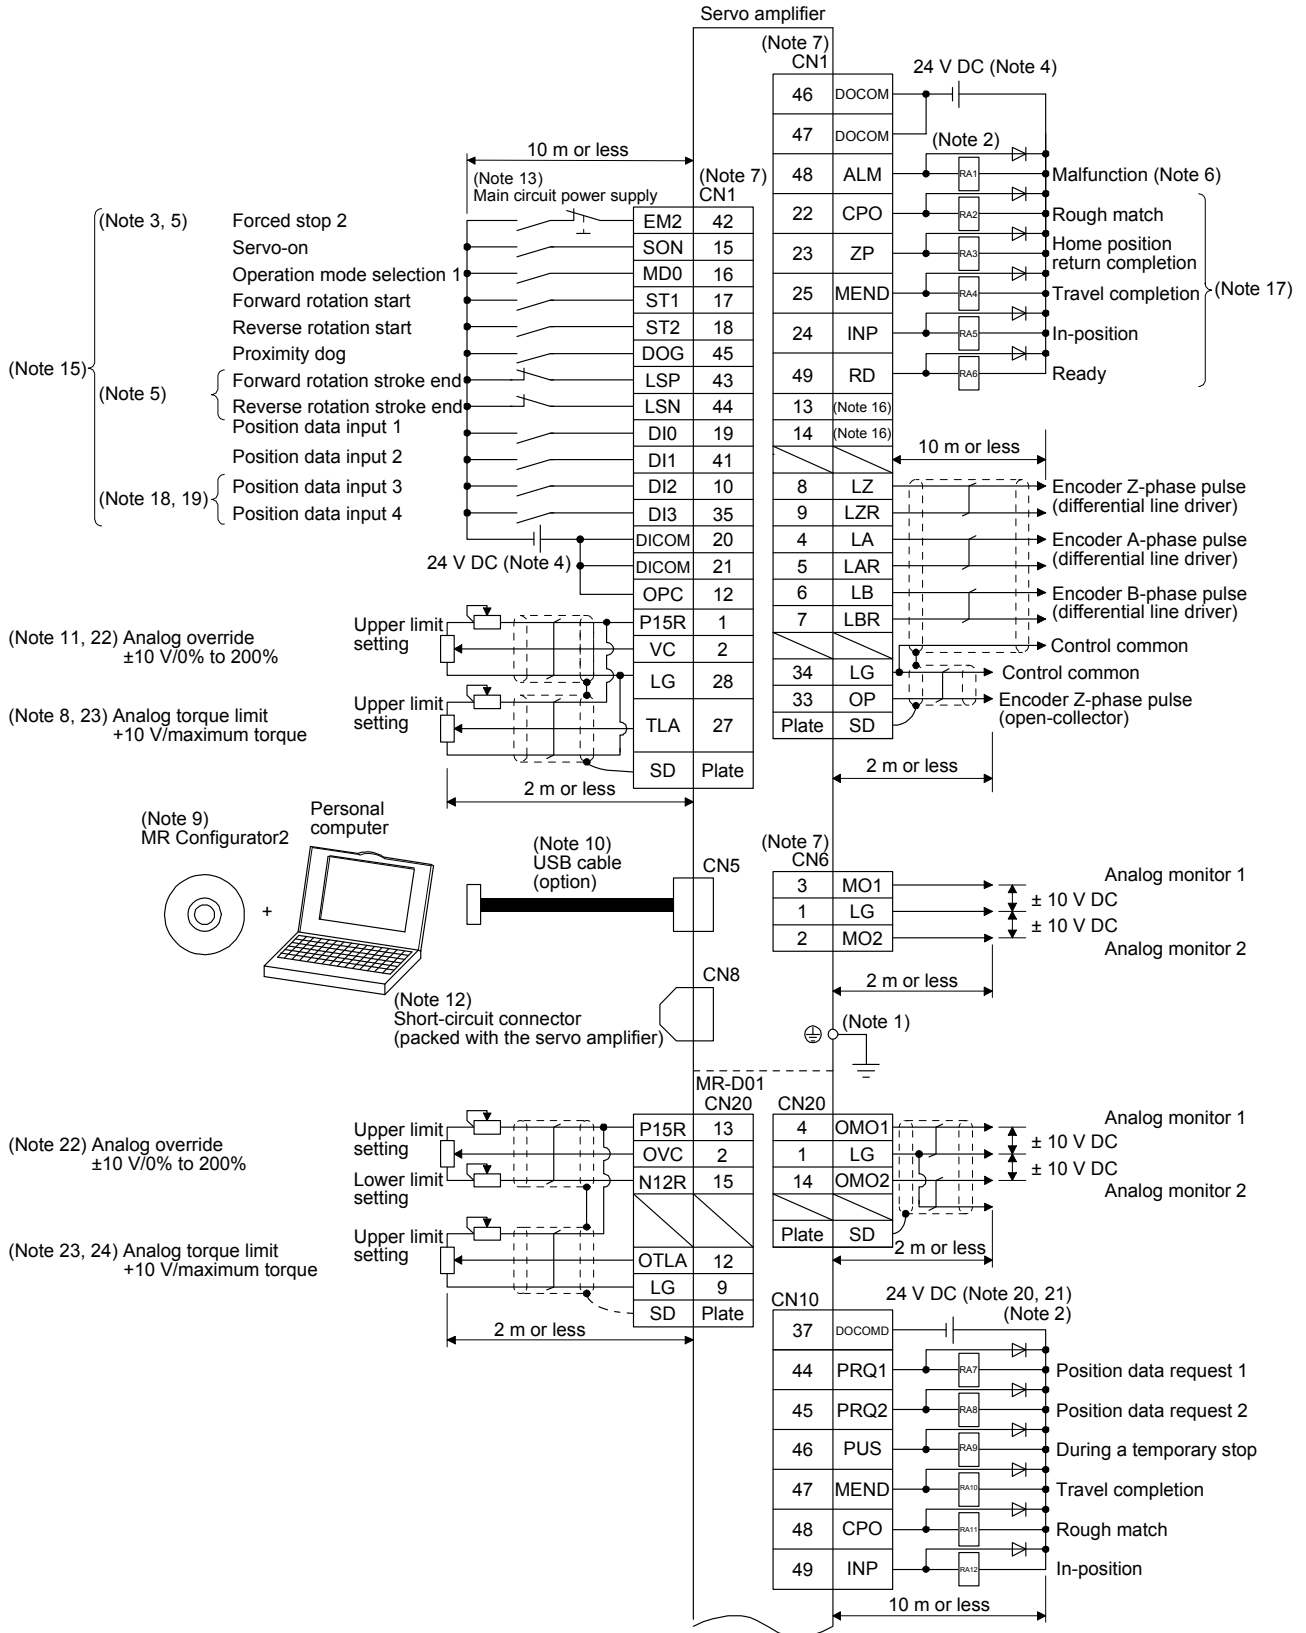 Servo amplifier
(Note 7)
CN1
24 V DC (Note 4)
46 DOCOM
47 DOCOM
(Note 2)
48 ALM RA1 Malfunction (Note 6)
22 CPO RA2 Rough match
23 ZP RA3 Home position
return completion
25 MEND RA4 Travel completion
(Note 17)
24 INP RA5 In-position
49 RD RA6 Ready
13 (Note 16)
14 (Note 16)
10 m or less
8 LZ Encoder Z-phase pulse
9 LZR (differential line driver)
4 LA Encoder A-phase pulse
5 LAR (differential line driver)
6 LB Encoder B-phase pulse
7 LBR (differential line driver)
Control common
34 LG Control common
33 OP Encoder Z-phase pulse
(open-collector)
Plate SD
2 m or less
10 m or less
(Note 13)
Main circuit power supply
(Note 7)
CN1
(Note 15)
(Note 3, 5) Forced stop 2 EM2 42
Servo-on SON 15
Operation mode selection 1 MD0 16
Forward rotation start ST1 17
Reverse rotation start ST2 18
Proximity dog DOG 45
(Note 5)
Forward rotation stroke end LSP 43
Reverse rotation stroke end LSN 44
Position data input 1 DI0 19
Position data input 2 DI1 41
(Note 18, 19)
Position data input 3 DI2 10
Position data input 4 DI3 35
24 V DC (Note 4)
DICOM 20
DICOM 21
OPC 12
(Note 11, 22) Analog override
±10 V/0% to 200%
Upper limit
setting
P15R 1
VC 2
LG 28
(Note 8, 23) Analog torque limit
+10 V/maximum torque
Upper limit
setting
TLA 27
SD Plate
2 m or less
(Note 9)
MR Configurator2
+
Personal
computer
(Note 10)
USB cable
(option)
CN5
(Note 7)
CN6
3 MO1 Analog monitor 1
± 10 V DC
1 LG
± 10 V DC
2 MO2 Analog monitor 2
2 m or less
CN8
(Note 12)
Short-circuit connector
(packed with the servo amplifier)
(Note 1)
MR-D01
CN20
(Note 22) Analog override
±10 V/0% to 200%
Upper limit
setting
Lower limit
setting
P15R 13
OVC 2
N12R 15
(Note 23, 24) Analog torque limit
+10 V/maximum torque
Upper limit
setting
OTLA 12
LG 9
SD Plate
2 m or less
CN20
4 OMO1 Analog monitor 1
± 10 V DC
1 LG
± 10 V DC
14 OMO2 Analog monitor 2
Plate SD
2 m or less
CN10
24 V DC (Note 20, 21)
(Note 2)
37 DOCOMD
44 PRQ1 RA7 Position data request 1
45 PRQ2 RA8 Position data request 2
46 PUS RA9 During a temporary stop
47 MEND RA10 Travel completion
48 CPO RA11 Rough match
49 INP RA12 In-position
10 m or less